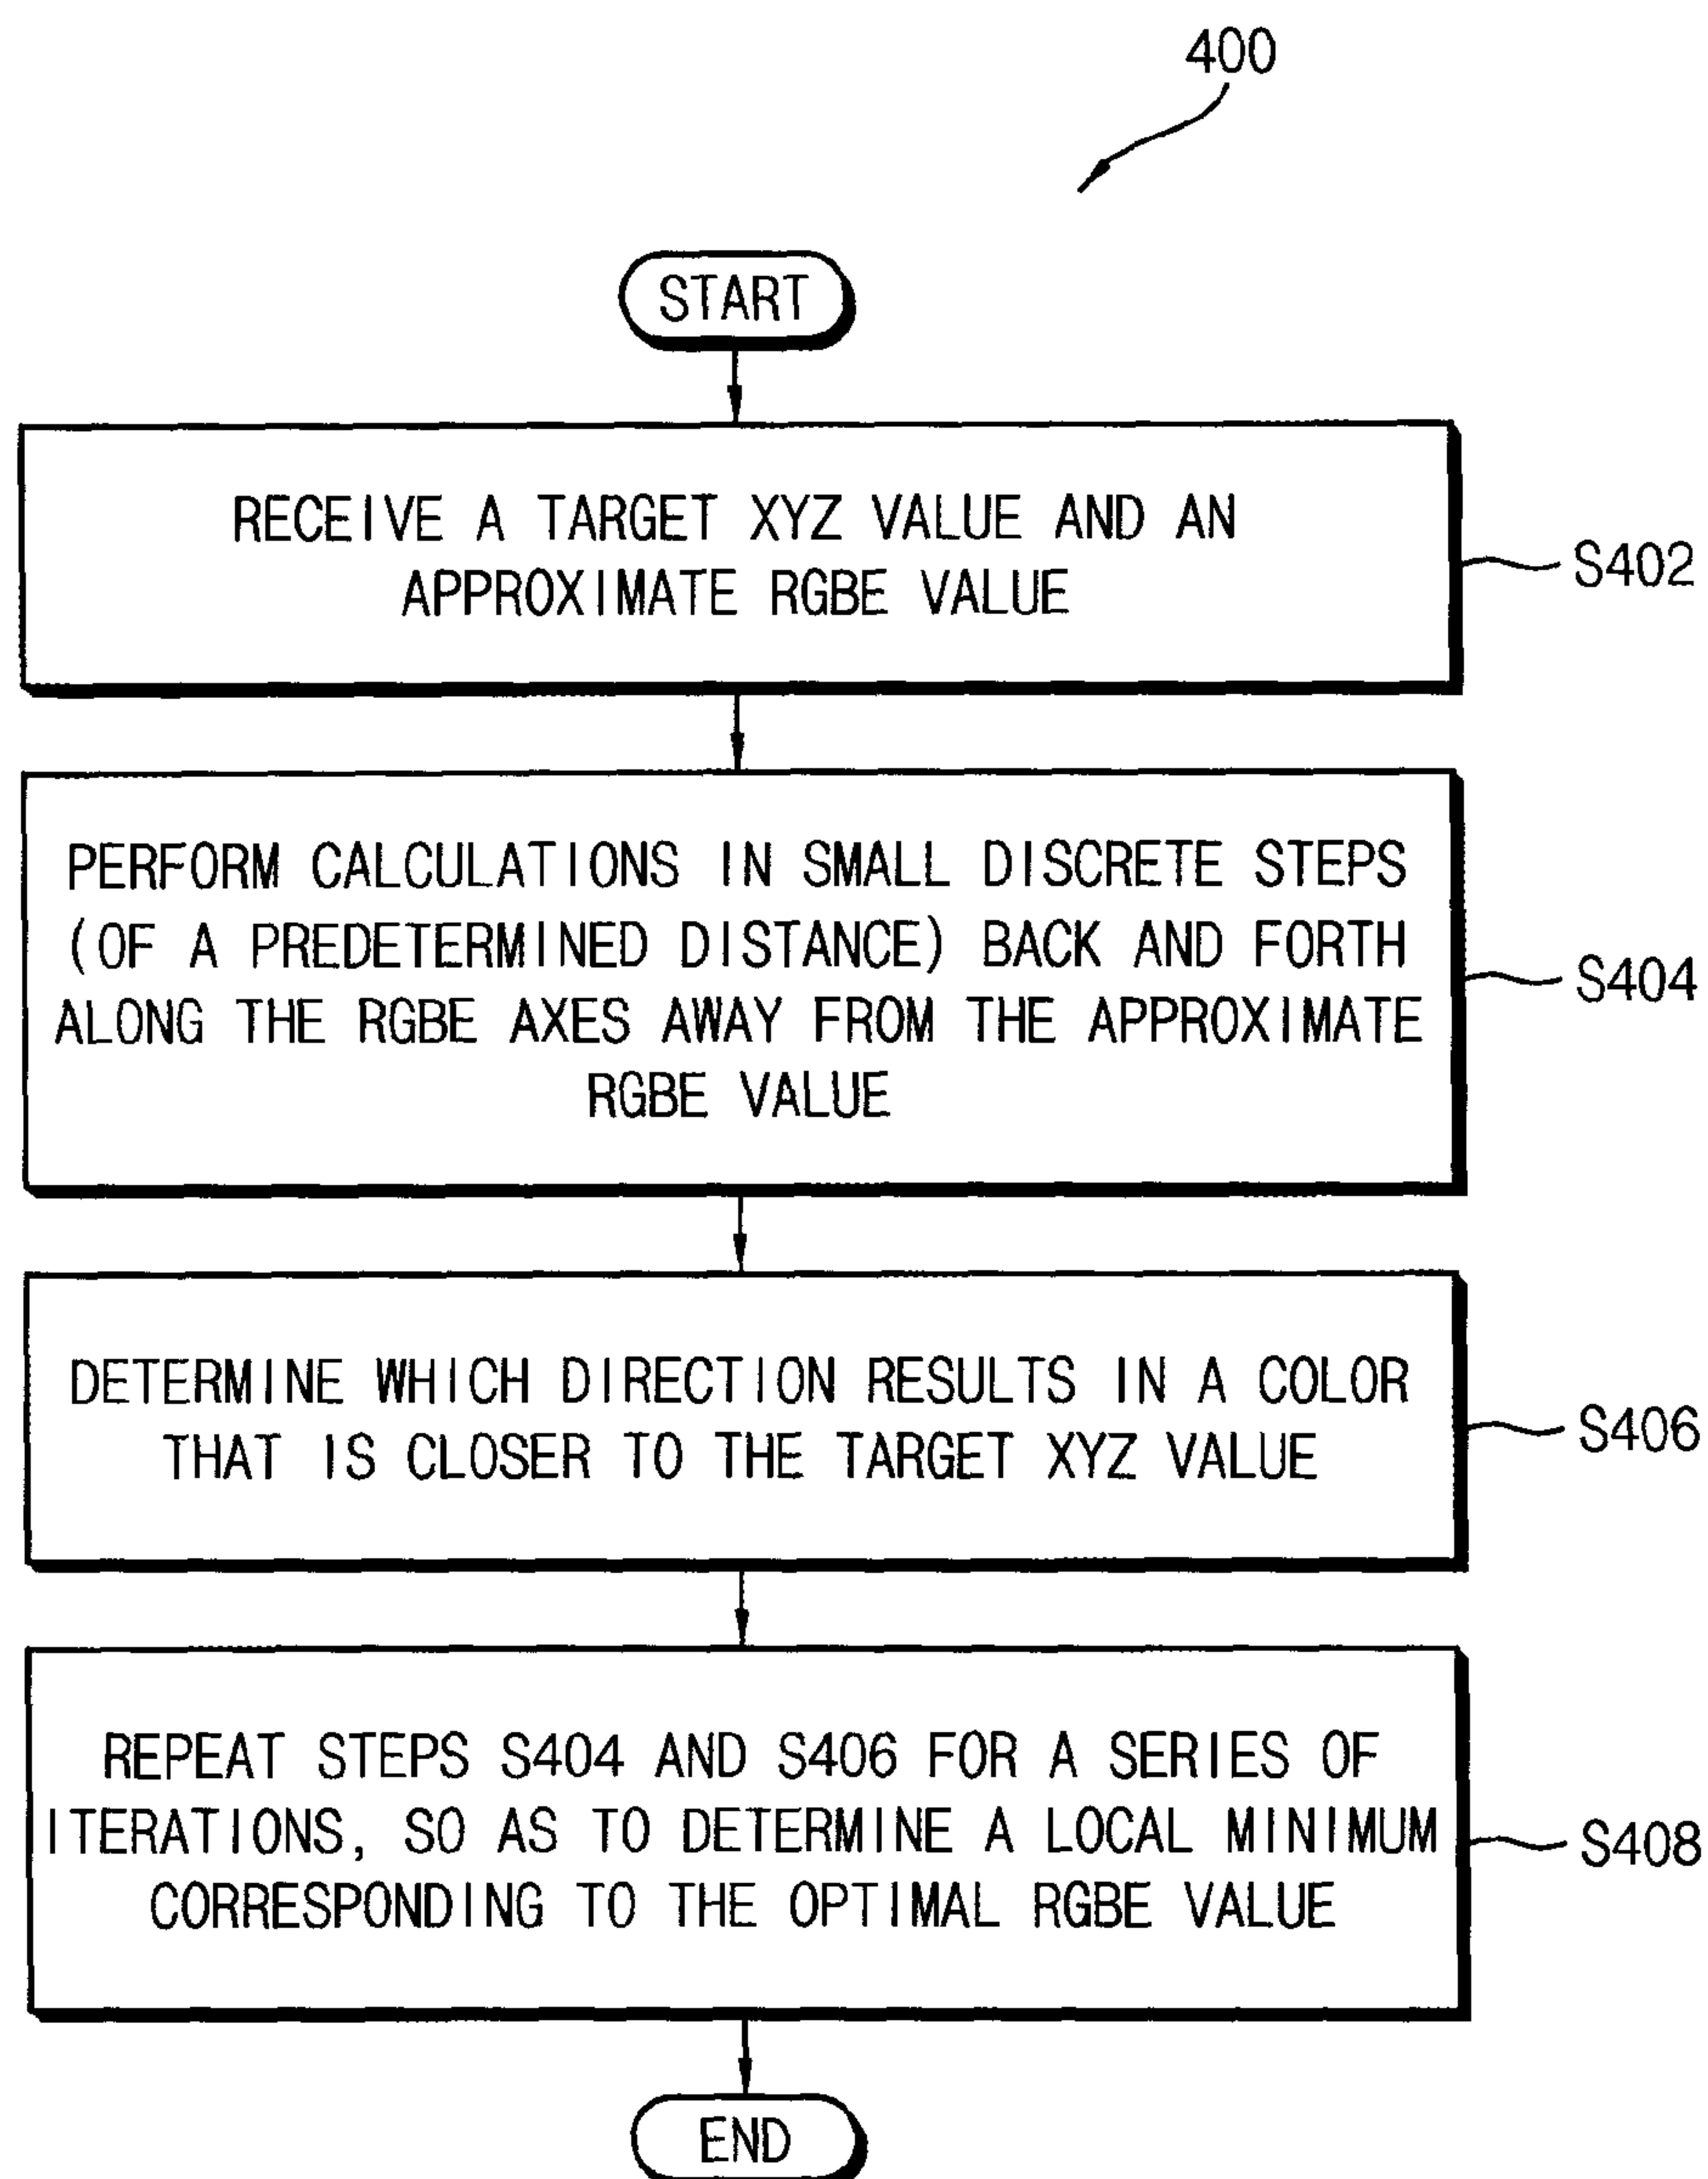 400
START
RECEIVE A TARGET XYZ VALUE AND AN
APPROXIMATE RGBE VALUE
S402
PERFORM CALCULATIONS IN SMALL DISCRETE STEPS
(OF A PREDETERMINED DISTANCE) BACK AND FORTH
ALONG THE RGBE AXES AWAY FROM THE APPROXIMATE
RGBE VALUE
S404
DETERMINE WHICH DIRECTION RESULTS IN A COLOR
THAT IS CLOSER TO THE TARGET XYZ VALUE
S406
REPEAT STEPS S404 AND S406 FOR A SERIES OF
ITERATIONS, SO AS TO DETERMINE A LOCAL MINIMUM
CORRESPONDING TO THE OPTIMAL RGBE VALUE
S408
END